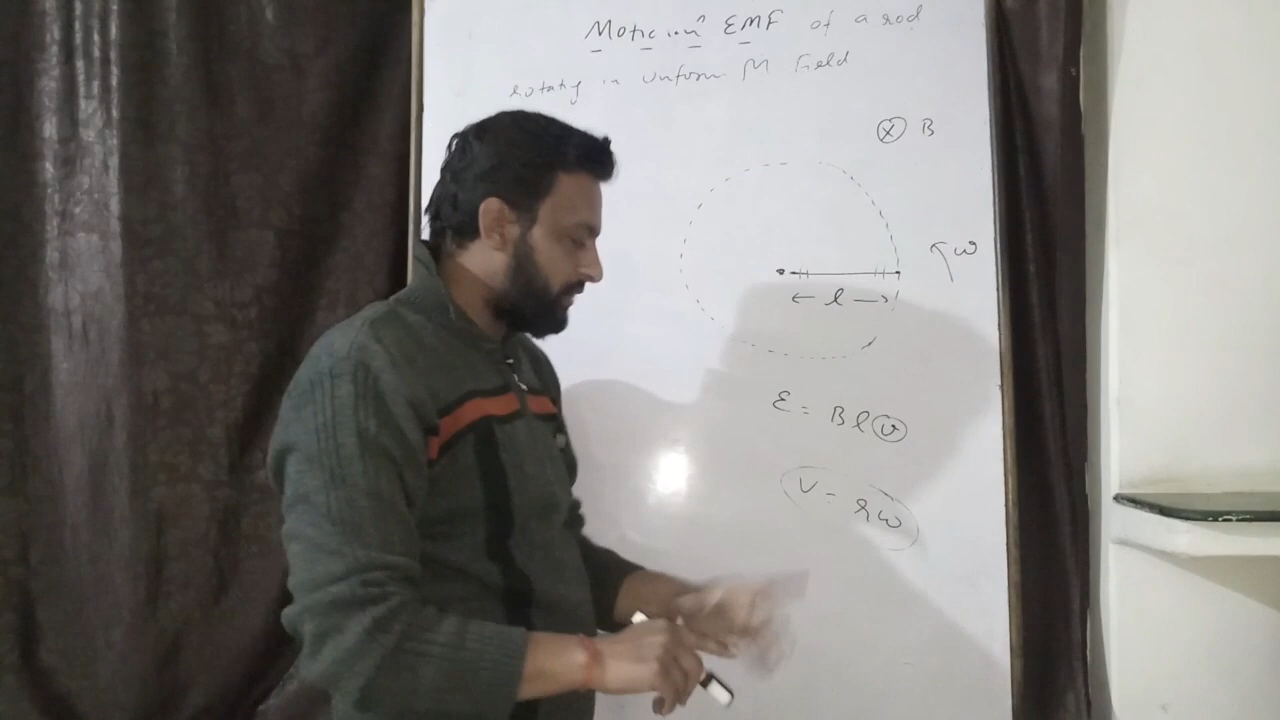 Motional EMF of a rod
rotating in uniform M Field
ⓧ B
ω
← l →
ε = Blv
v = rω